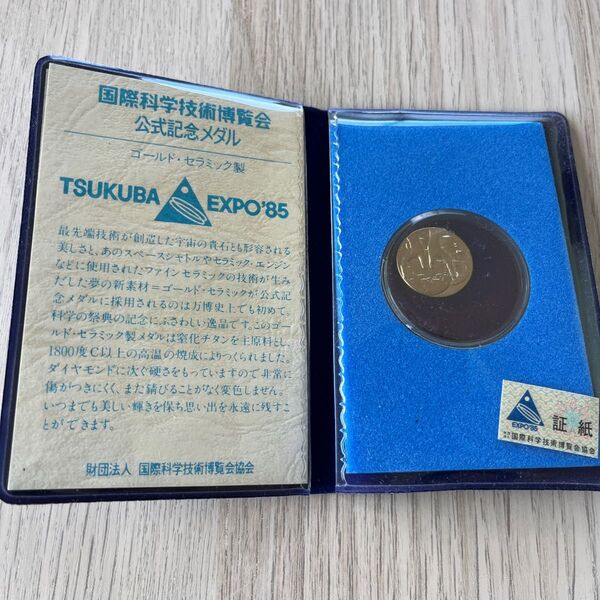 国際科学技術博覧会
公式記念メダル
ゴールド・セラミック製
TSUKUBA EXPO'85
最先端技術が創造した宇宙の貴石とも形容される
美しさと、あのスペースシャトルやセラミック・エンジン
などに使用されたファインセラミックの技術が生み
だした夢の新素材=ゴールド・セラミックが公式記
念メダルに採用されるのは万博史上でも初めて。
科学の祭典の記念にふさわしい逸品です。このゴー
ルド・セラミック製メダルは窒化チタンを主原料とし、
1800度C以上の高温の焼成によりつくられました。
ダイヤモンドに次ぐ硬さをもっていますので非常に
傷がつきにくく、また錆びることがなく変色しません。
いつまでも美しい輝きを保ち思い出を永遠に残すこ
とができます。
財団法人 国際科学技術博覧会協会
EXPO'85
証紙
国際科学技術博覧会協会